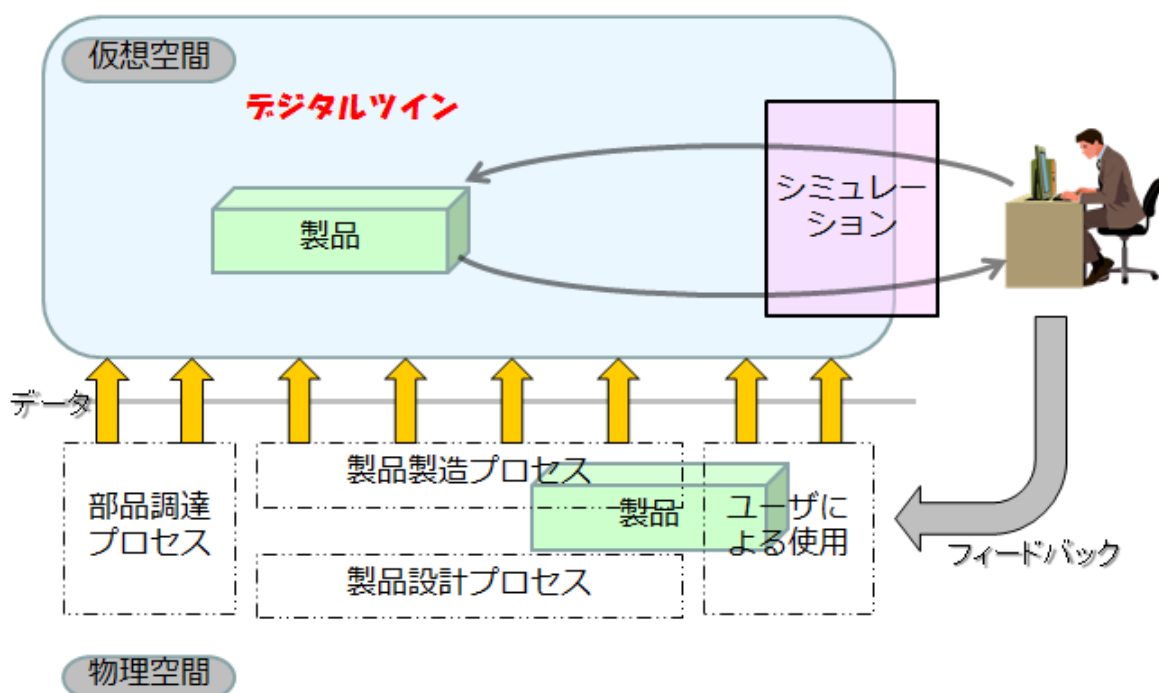 仮想空間
デジタルツイン
シミュレー
ション
製品
データ
製品製造プロセス
部品調達
プロセス
製品
ユーザに
よる使用
フィードバック
製品設計プロセス
物理空間